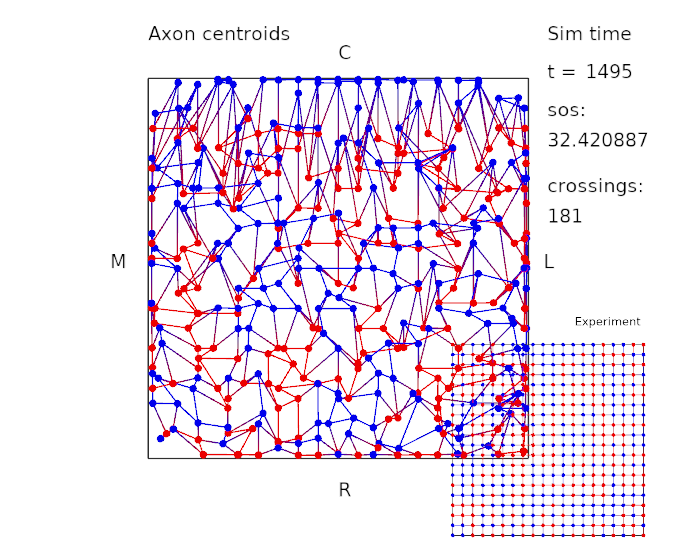 Axon centroids
C
M
L
R
Sim time
t = 1495
sos:
32.420887
crossings:
181
Experiment